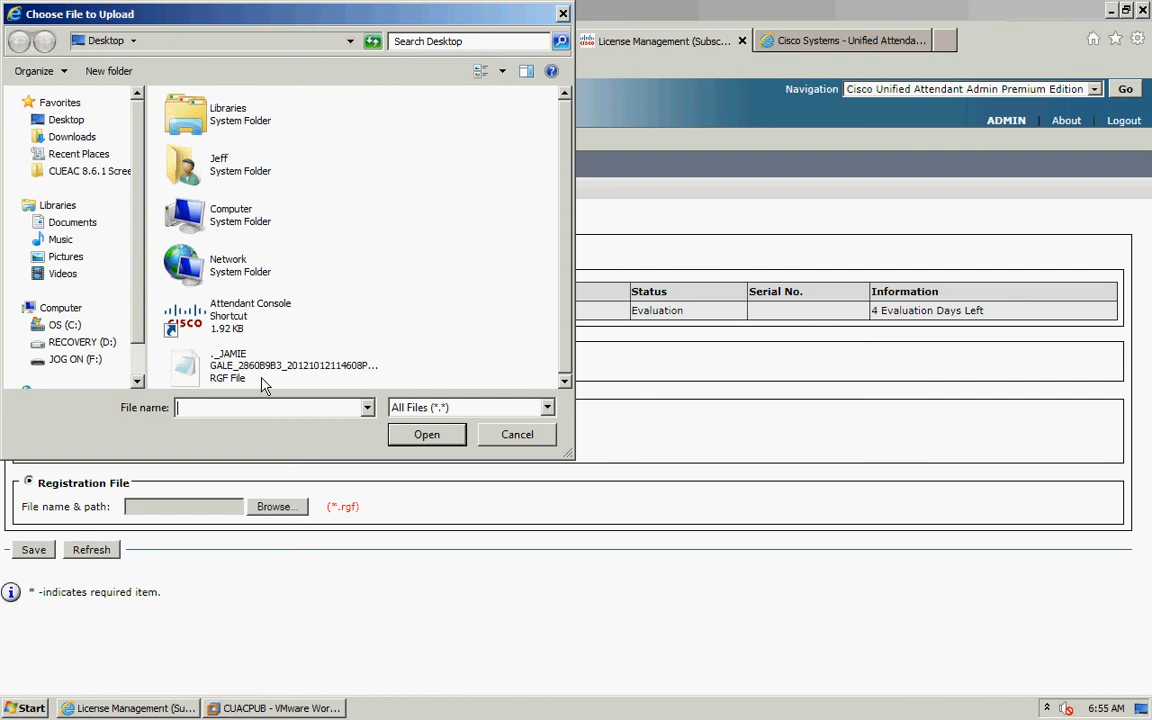 Choose File to Upload
Desktop
Search Desktop
License Management (Subsc...
Cisco Systems - Unified Attenda...
Organize
New folder
Navigation
Cisco Unified Attendant Admin Premium Edition
Go
ADMIN | About | Logout
Favorites
Desktop
Downloads
Recent Places
CUEAC 8.6.1 Scree
Libraries
Documents
Music
Pictures
Videos
Computer
OS (C:)
RECOVERY (D:)
JOG ON (F:)
Libraries
System Folder
Jeff
System Folder
Computer
System Folder
Network
System Folder
CISCO
Attendant Console
Shortcut
1.92 KB
._JAMIE
GALE_2860B9B3_20121012114608P...
RGF File
File name:
All Files (*.*)
Open
Cancel
Status
Serial No.
Information
Evaluation
4 Evaluation Days Left
Registration File
File name & path:
Browse...
(*.rgf)
Save
Refresh
* -indicates required item.
Start
License Management (Su...
CUACPUB - VMware Wor...
6:55 AM